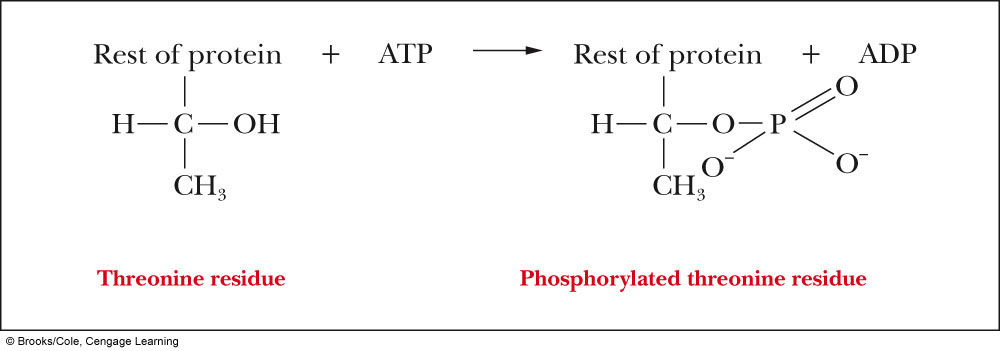 Rest of protein + ATP → Rest of protein + ADP
O
H—C—OH H—C—O—P
O⁻ O⁻
CH₃ CH₃
Threonine residue Phosphorylated threonine residue
© Brooks/Cole, Cengage Learning